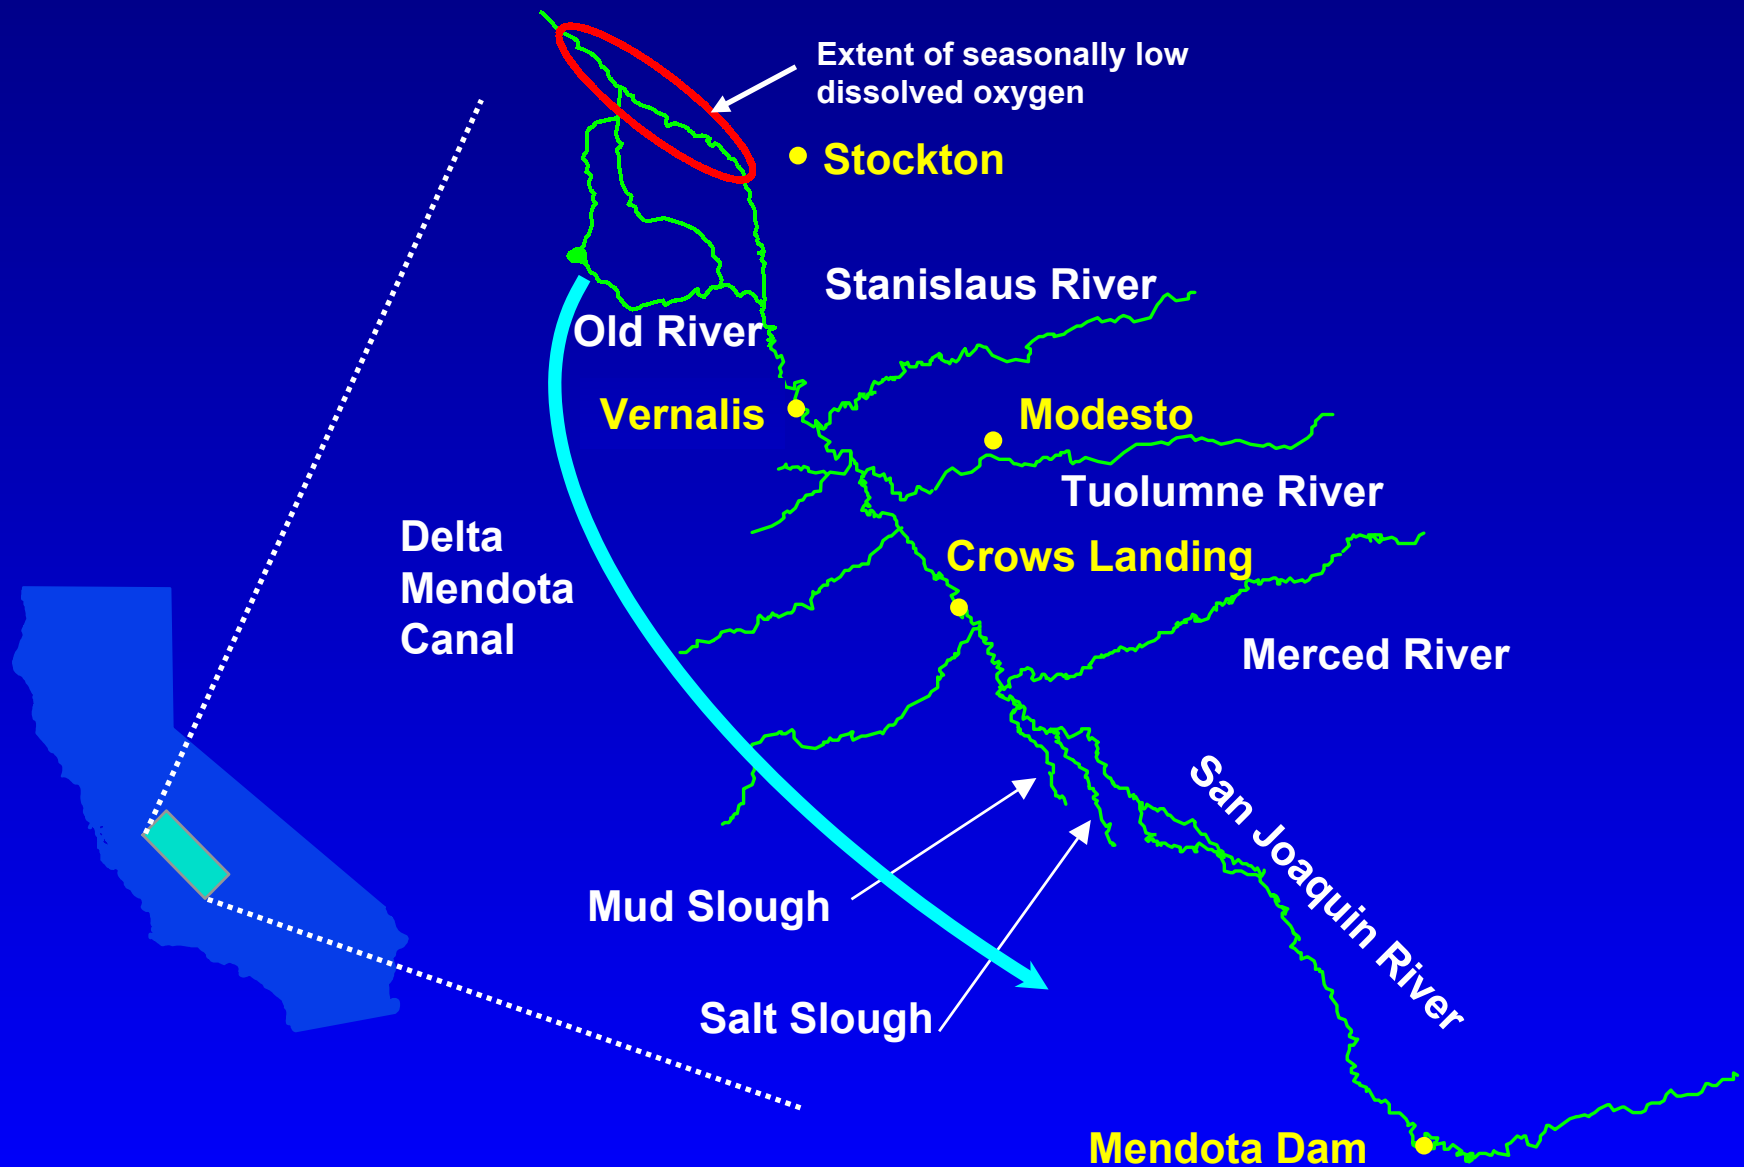 Extent of seasonally low
dissolved oxygen
Stockton
Stanislaus River
Old River
Vernalis
Modesto
Tuolumne River
Delta
Mendota
Canal
Crows Landing
Merced River
San Joaquin River
Mud Slough
Salt Slough
Mendota Dam